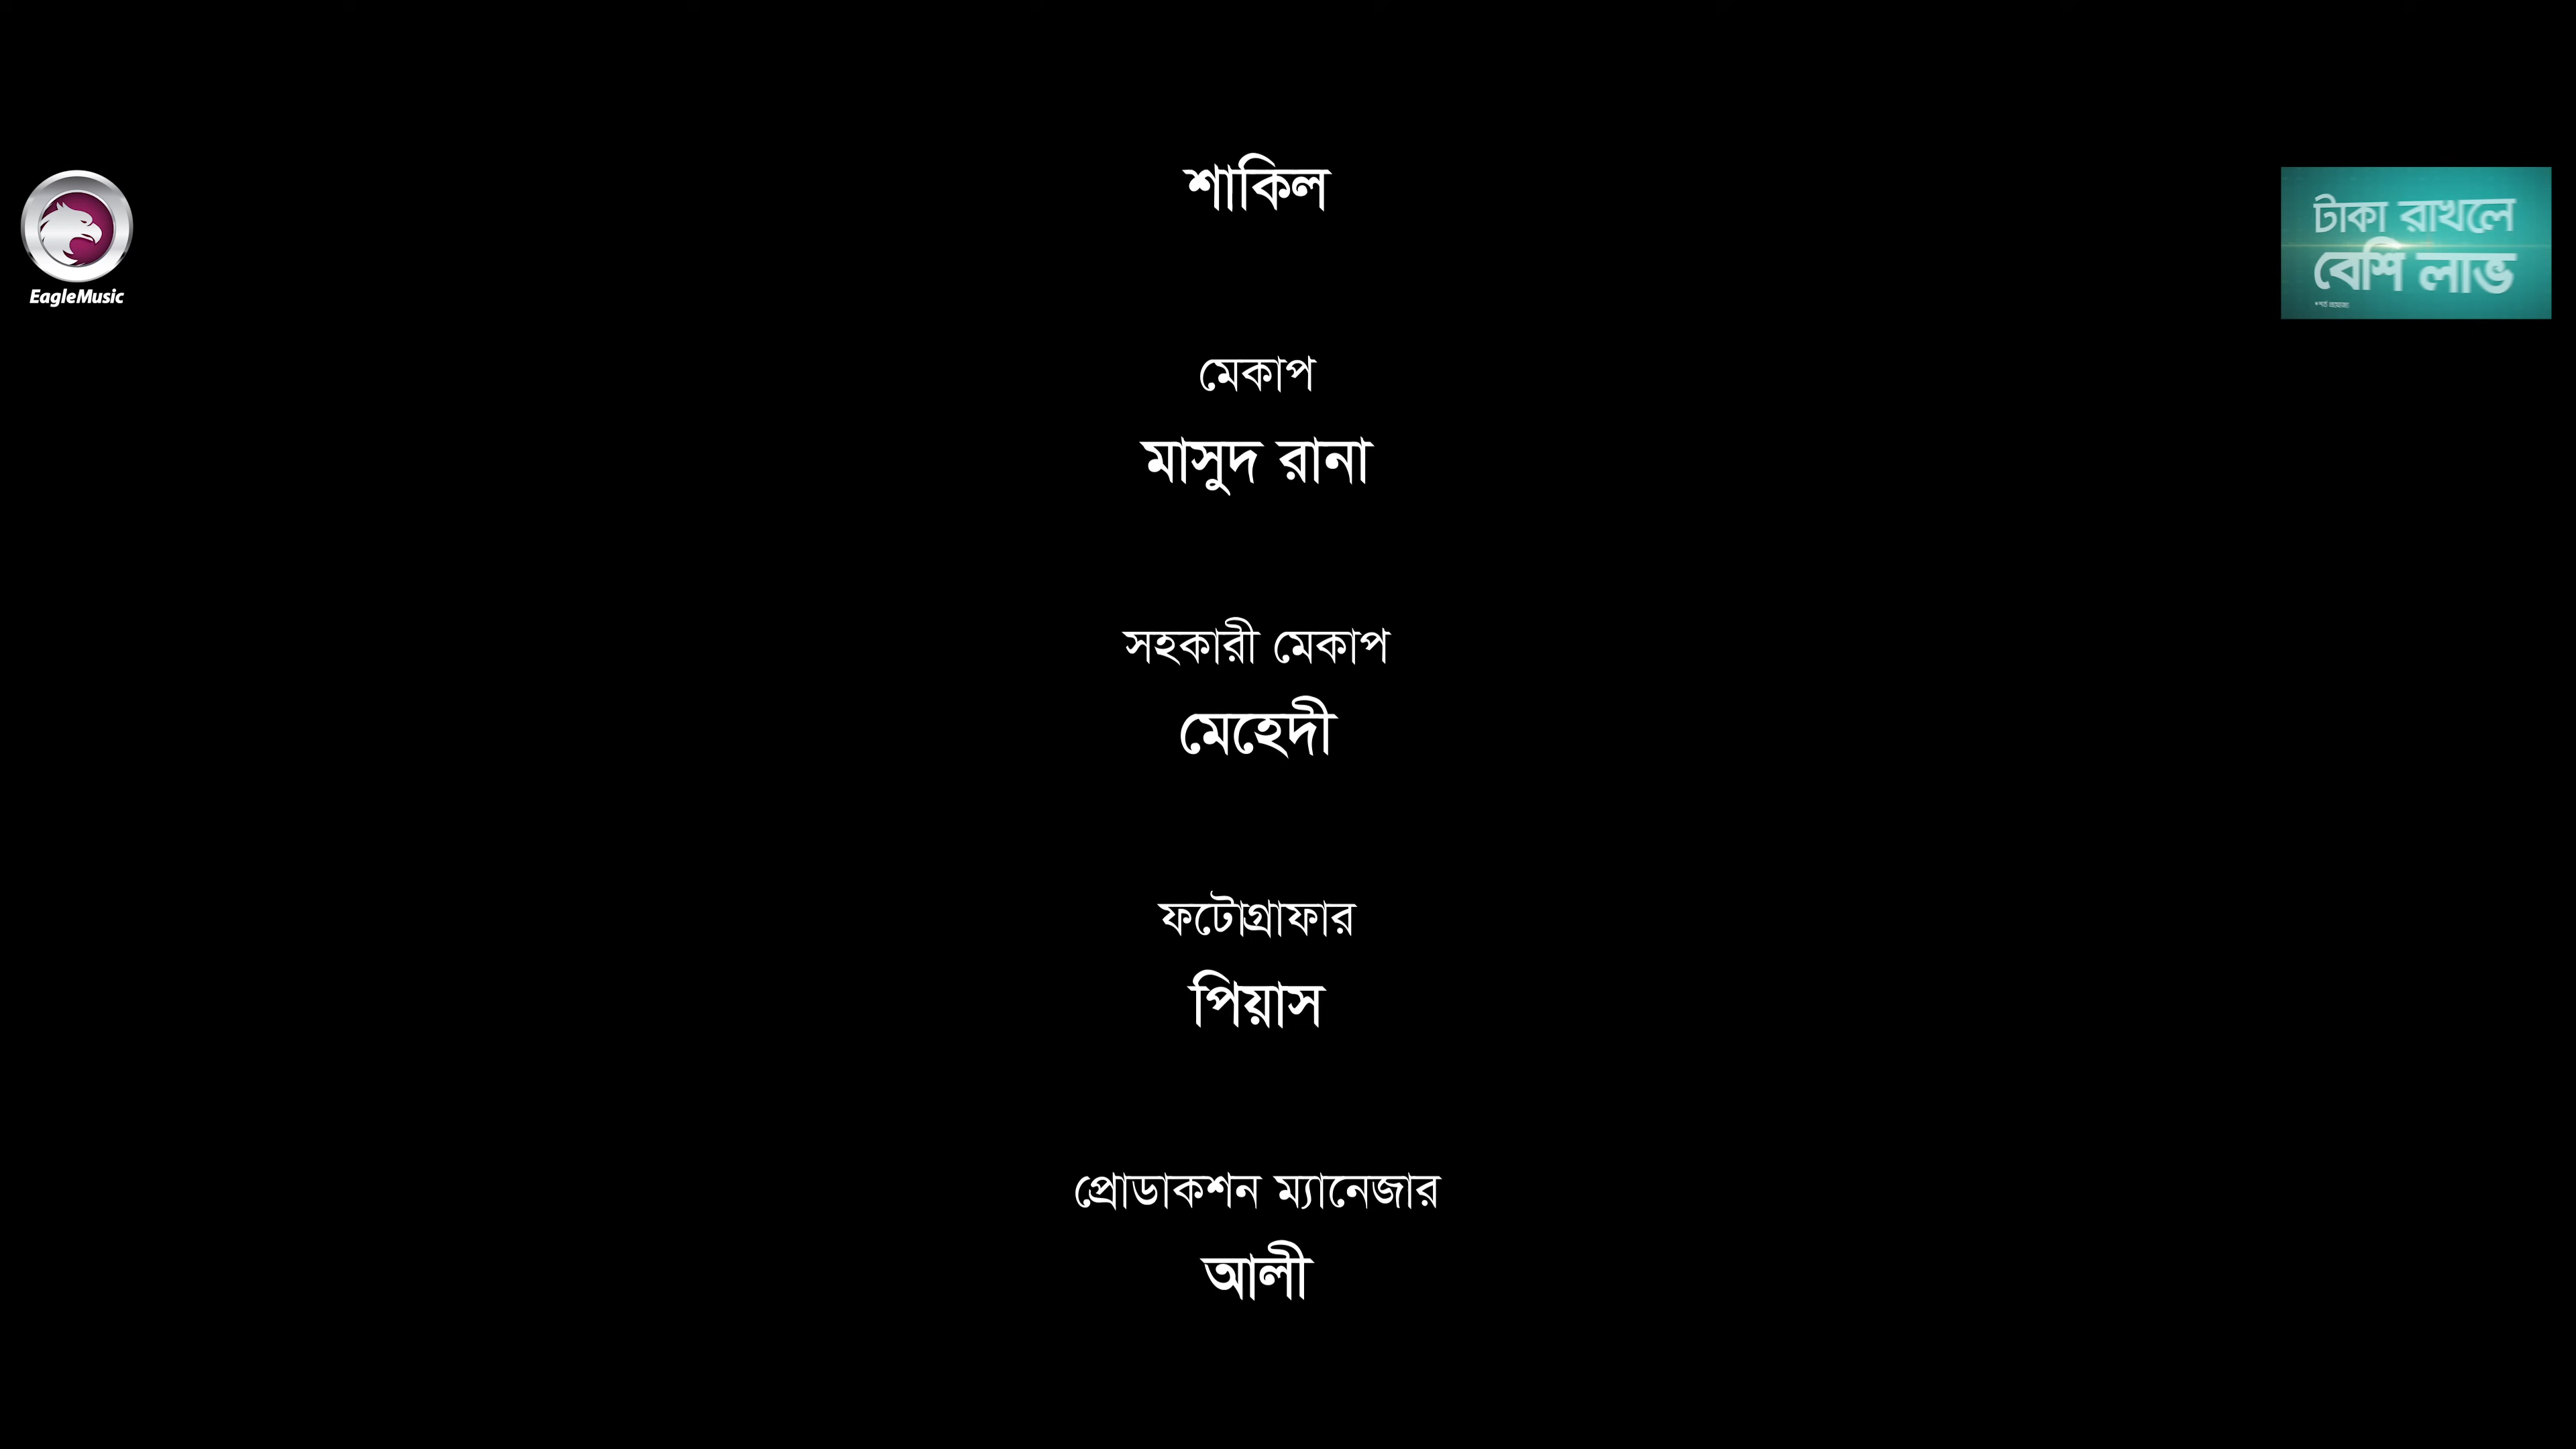 শাকিল
EagleMusic
টাকা রাখলে
বেশি লাভ
মেকাপ
মাসুদ রানা
সহকারী মেকাপ
মেহেদী
ফটোগ্রাফার
পিয়াস
প্রোডাকশন ম্যানেজার
আলী